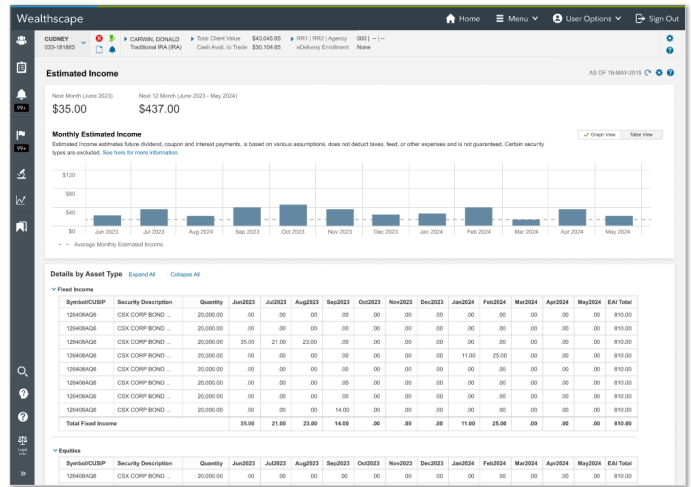 Wealthscape
Home Menu User Options Sign Out
CUDNEY CARWIN, DONALD Total Client Value $43,045.65 RR1 | RR2 | Agency 000 | -- | --
033-181883 Traditional IRA (IRA) Cash Avail. to Trade $30,104.65 eDelivery Enrollment None
Estimated Income AS OF 19-MAY-2015
Next Month (June 2023) Next 12 Month (June 2023 - May 2024)
$35.00 $437.00
99+
99+
Monthly Estimated Income Graph View Table View
Estimated Income estimates future dividend, coupon and interest payments, is based on various assumptions, does not deduct taxes, feed, or other expenses and is not guaranteed. Certain security
types are excluded. See here for more information.
$120
$80
$40
$0 Jun 2023 Jul 2023 Aug 2024 Sep 2023 Oct 2023 Nov 2023 Dec 2023 Jan 2024 Feb 2024 Mar 2024 Apr 2024 May 2024
Average Monthly Estimated Income
Details by Asset Type Expand All Colapse All
Fixed Income
Symbol/CUSIP Security Description Quantity Jun2023 Jul2023 Aug2023 Sep2023 Oct2023 Nov2023 Dec2023 Jan2024 Feb2024 Mar2024 Apr2024 May2024 EAI Total
126408AQ6 CSX CORP BOND ... 20,000.00 .00 .00 .00 .00 .00 .00 .00 .00 .00 .00 .00 .00 810.00
126408AQ6 CSX CORP BOND ... 20,000.00 .00 .00 .00 .00 .00 .00 .00 .00 .00 .00 .00 .00 810.00
126408AQ6 CSX CORP BOND ... 20,000.00 35.00 21.00 23.00 .00 .00 .00 .00 .00 .00 .00 .00 .00 810.00
126408AQ6 CSX CORP BOND ... 20,000.00 .00 .00 .00 .00 .00 .00 .00 11.00 25.00 .00 .00 .00 810.00
126408AQ6 CSX CORP BOND ... 20,000.00 .00 .00 .00 .00 .00 .00 .00 .00 .00 .00 .00 .00 810.00
126408AQ6 CSX CORP BOND ... 20,000.00 .00 .00 .00 .00 .00 .00 .00 .00 .00 .00 .00 .00 810.00
126408AQ6 CSX CORP BOND ... 20,000.00 .00 .00 .00 .00 .00 .00 .00 .00 .00 .00 .00 .00 810.00
126408AQ6 CSX CORP BOND ... 20,000.00 .00 .00 .00 14.00 .00 .00 .00 .00 .00 .00 .00 .00 810.00
Total Fixed Income 35.00 21.00 23.00 14.00 .00 .00 .00 11.00 25.00 .00 .00 .00 810.00
Equities
Symbol/CUSIP Security Description Quantity Jun2023 Jul2023 Aug2023 Sep2023 Oct2023 Nov2023 Dec2023 Jan2024 Feb2024 Mar2024 Apr2024 May2024 EAI Total
126408AQ6 CSX CORP BOND ... 20,000.00 .00 .00 .00 .00 .00 .00 .00 .00 .00 .00 .00 .00 810.00